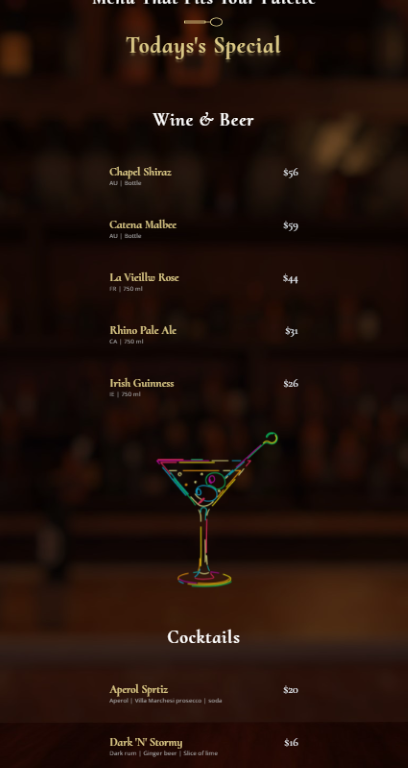 Menu That Fits Your Palette
Todays's Special
Wine & Beer
Chapel Shiraz $56
AU | Bottle
Catena Malbee $59
AU | Bottle
La Vieillw Rose $44
FR | 750 ml
Rhino Pale Ale $31
CA | 750 ml
Irish Guinness $26
IE | 750 ml
Cocktails
Aperol Sprtiz $20
Aperol | Villa Marchesi prosecco | soda
Dark 'N' Stormy $16
Dark rum | Ginger beer | Slice of lime